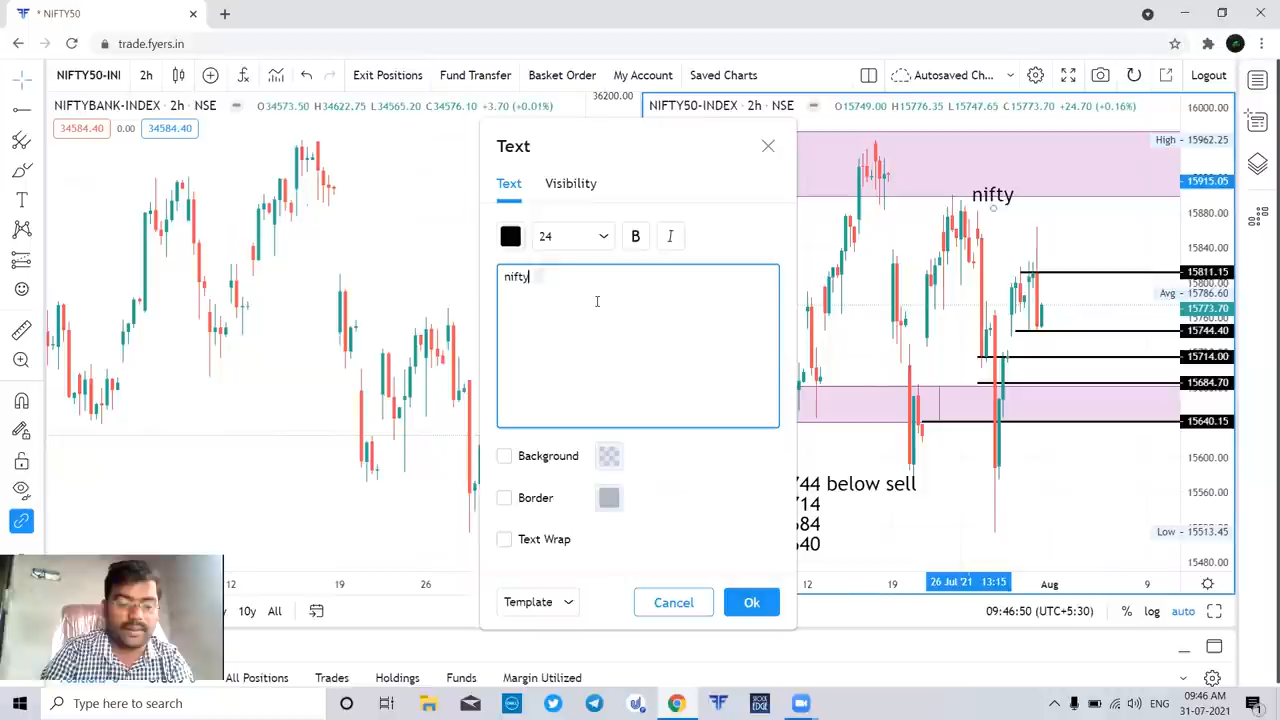 * NIFTY50
trade.fyers.in
NIFTY50-INI 2h Exit Positions Fund Transfer Basket Order My Account Saved Charts Autosaved Ch... Logout
NIFTYBANK-INDEX • 2h • NSE O34573.50 H34622.75 L34565.20 C34576.10 +3.70 (+0.01%)
36200.00
NIFTY50-INDEX • 2h • NSE O15749.00 H15776.35 L15747.65 C15773.70 +24.70 (+0.16%)
16000.00
34584.40 0.00 34584.40
High - 15962.25
15915.05
15880.00
15840.00
15811.15
15800.00
Avg - 15786.60
15773.70
15760.00
15744.40
15714.00
15684.70
15640.15
15600.00
15560.00
Low - 15513.45
15480.00
nifty
Text
Text Visibility
24 B I
nifty
Background
Border
Text Wrap
Template Cancel Ok
744 below sell
714
684
640
12 19 26
12 19 26 Jul '21 13:15 Aug 9
10y All
09:46:50 (UTC+5:30) % log auto
All Positions Trades Holdings Funds Margin Utilized
Type here to search
ENG
09:46 AM
31-07-2021